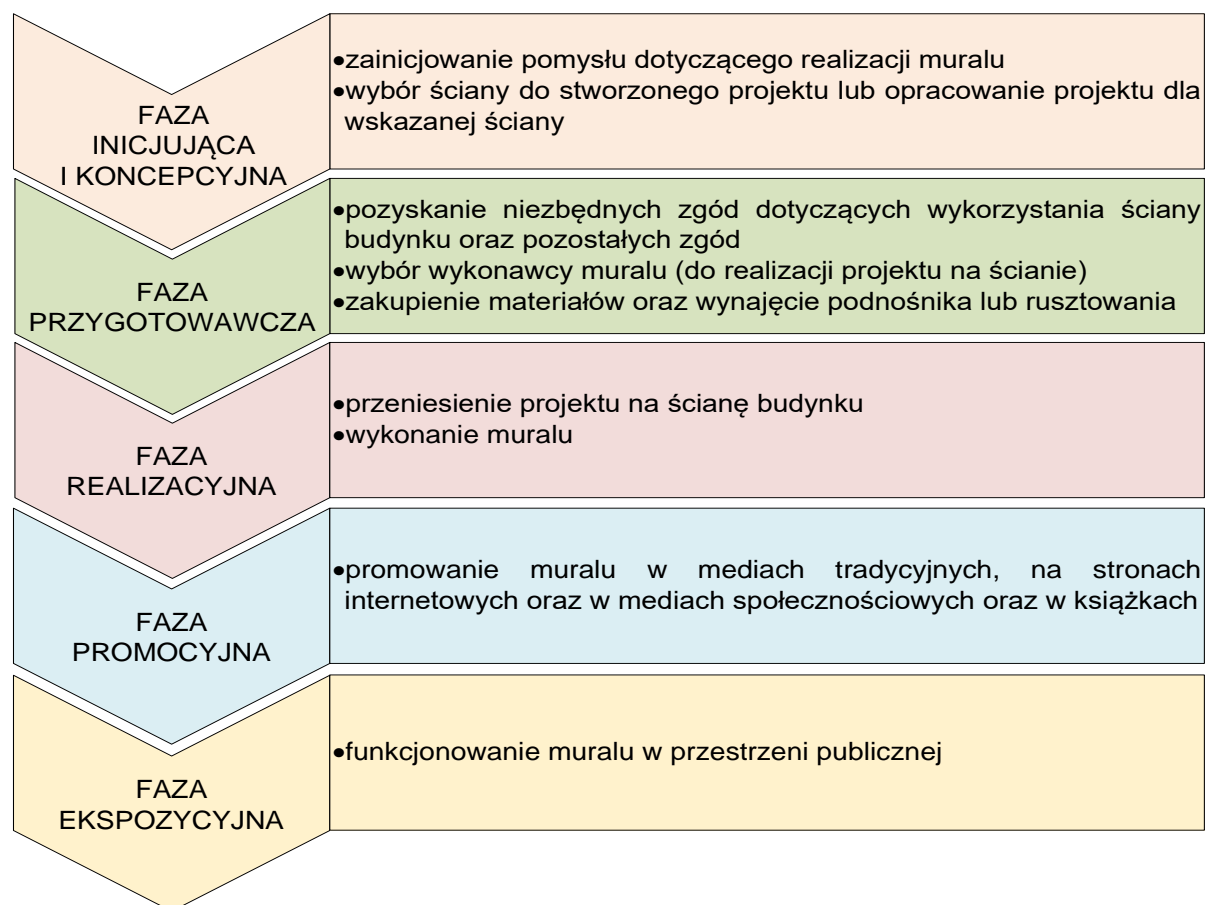 FAZA
INICJUJĄCA
I KONCEPCYJNA
•zainicjowanie pomysłu dotyczącego realizacji muralu
•wybór ściany do stworzonego projektu lub opracowanie projektu dla
wskazanej ściany
FAZA
PRZYGOTOWAWCZA
•pozyskanie niezbędnych zgód dotyczących wykorzystania ściany
budynku oraz pozostałych zgód
•wybór wykonawcy muralu (do realizacji projektu na ścianie)
•zakupienie materiałów oraz wynajęcie podnośnika lub rusztowania
FAZA
REALIZACYJNA
•przeniesienie projektu na ścianę budynku
•wykonanie muralu
FAZA
PROMOCYJNA
•promowanie muralu w mediach tradycyjnych, na stronach
internetowych oraz w mediach społecznościowych oraz w książkach
FAZA
EKSPOZYCYJNA
•funkcjonowanie muralu w przestrzeni publicznej